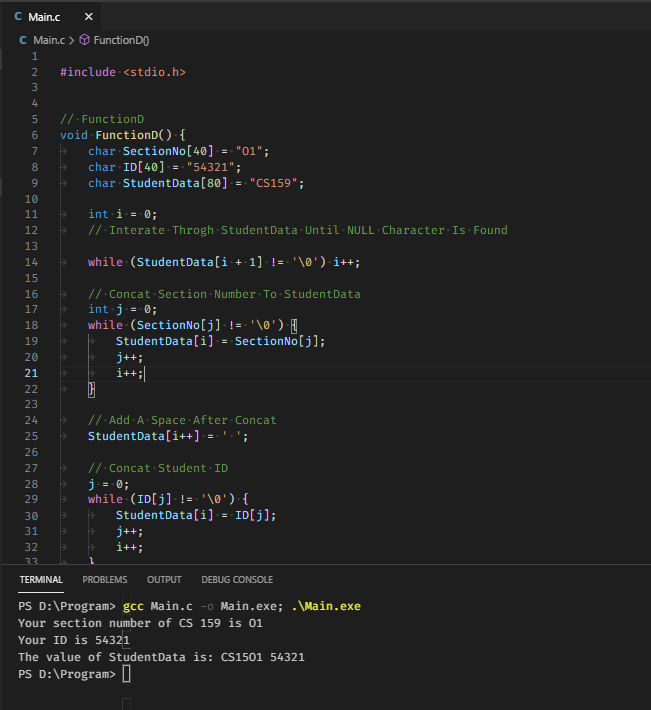 Main.c ×
Main.c > FunctionD()
1
2 #include <stdio.h>
3
4
5 // FunctionD
6 void FunctionD() {
7 char SectionNo[40] = "O1";
8 char ID[40] = "54321";
9 char StudentData[80] = "CS159";
10
11 int i = 0;
12 // Interate Throgh StudentData Until NULL Character Is Found
13
14 while (StudentData[i + 1] != '\0') i++;
15
16 // Concat Section Number To StudentData
17 int j = 0;
18 while (SectionNo[j] != '\0') {
19 StudentData[i] = SectionNo[j];
20 j++;
21 i++;
22 }
23
24 // Add A Space After Concat
25 StudentData[i++] = ' ';
26
27 // Concat Student ID
28 j = 0;
29 while (ID[j] != '\0') {
30 StudentData[i] = ID[j];
31 j++;
32 i++;
33 }
TERMINAL PROBLEMS OUTPUT DEBUG CONSOLE
PS D:\Program> gcc Main.c -o Main.exe; .\Main.exe
Your section number of CS 159 is O1
Your ID is 54321
The value of StudentData is: CS15O1 54321
PS D:\Program>